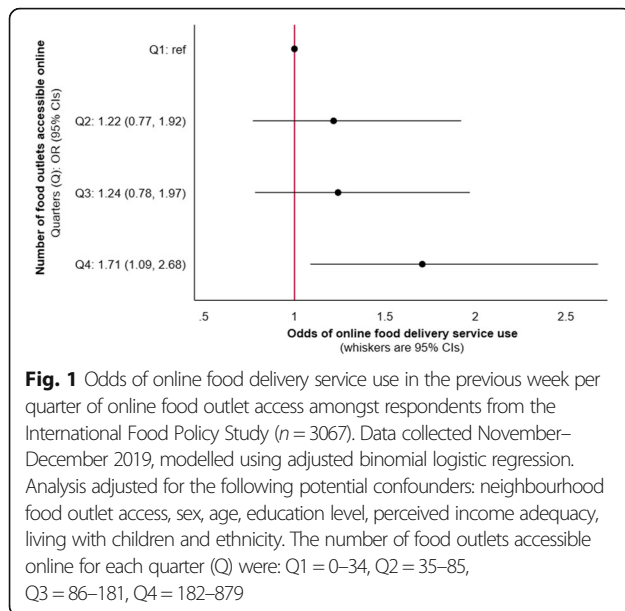 Number of food outlets accessible online
Quarters (Q): OR (95% CIs)
Q1: ref
Q2: 1.22 (0.77, 1.92)
Q3: 1.24 (0.78, 1.97)
Q4: 1.71 (1.09, 2.68)
.5 1 1.5 2 2.5
Odds of online food delivery service use
(whiskers are 95% CIs)
Fig. 1 Odds of online food delivery service use in the previous week per
quarter of online food outlet access amongst respondents from the
International Food Policy Study (n = 3067). Data collected November–
December 2019, modelled using adjusted binomial logistic regression.
Analysis adjusted for the following potential confounders: neighbourhood
food outlet access, sex, age, education level, perceived income adequacy,
living with children and ethnicity. The number of food outlets accessible
online for each quarter (Q) were: Q1 = 0–34, Q2 = 35–85,
Q3 = 86–181, Q4 = 182–879